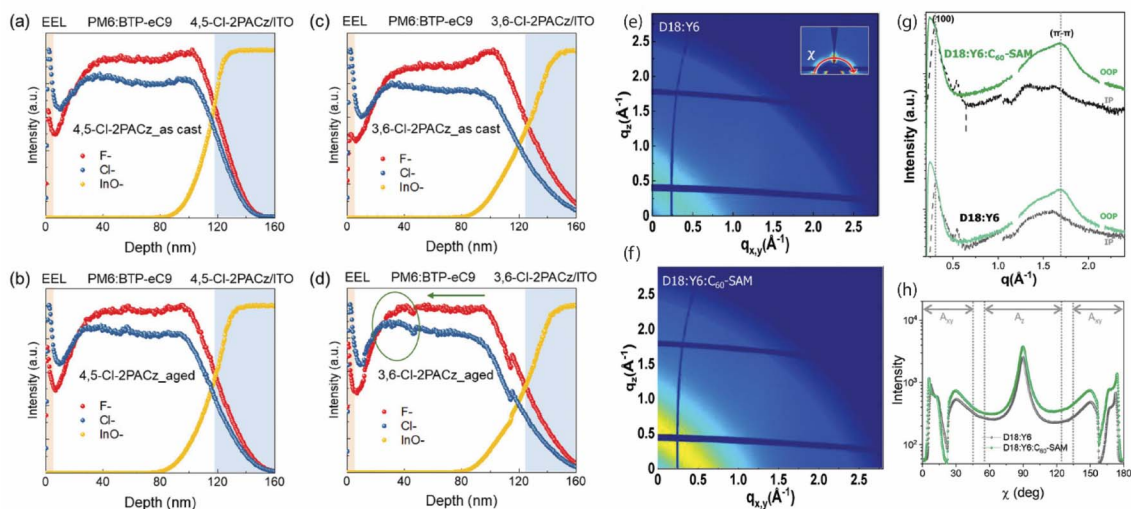 (a) EEL PM6:BTP-eC9 4,5-Cl-2PACz/ITO
Intensity (a.u.)
4,5-Cl-2PACz_as cast
F-
Cl-
InO-
0 40 80 120 160
Depth (nm)
(b) EEL PM6:BTP-eC9 4,5-Cl-2PACz/ITO
Intensity (a.u.)
4,5-Cl-2PACz_aged
F-
Cl-
InO-
0 40 80 120 160
Depth (nm)
(c) EEL PM6:BTP-eC9 3,6-Cl-2PACz/ITO
Intensity (a.u.)
3,6-Cl-2PACz_as cast
F-
Cl-
InO-
0 40 80 120 160
Depth (nm)
(d) EEL PM6:BTP-eC9 3,6-Cl-2PACz/ITO
Intensity (a.u.)
3,6-Cl-2PACz_aged
F-
Cl-
InO-
0 40 80 120 160
Depth (nm)
(e)
D18:Y6
χ
qz(Å-1)
2.5
2.0
1.5
1.0
0.5
0
0 0.5 1.0 1.5 2.0 2.5
qx,y(Å-1)
(f)
D18:Y6:C60-SAM
qz(Å-1)
2.5
2.0
1.5
1.0
0.5
0
0 0.5 1.0 1.5 2.0 2.5
qx,y(Å-1)
(g)
(100)
(π-π)
D18:Y6:C60-SAM
OOP
IP
D18:Y6
OOP
IP
Intensity (a.u.)
0.5 1.0 1.5 2.0
q(Å-1)
(h)
Axy Az Axy
Intensity
10^4
10^3
10^2
D18:Y6
D18:Y6:C60-SAM
0 30 60 90 120 150 180
χ (deg)